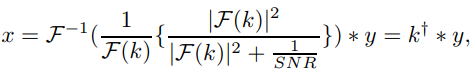 x = \mathcal{F}^{-1}(\frac{1}{\mathcal{F}(k)}\{\frac{|\mathcal{F}(k)|^2}{|\mathcal{F}(k)|^2 + \frac{1}{SNR}}\}) * y = k^{\dagger} * y,